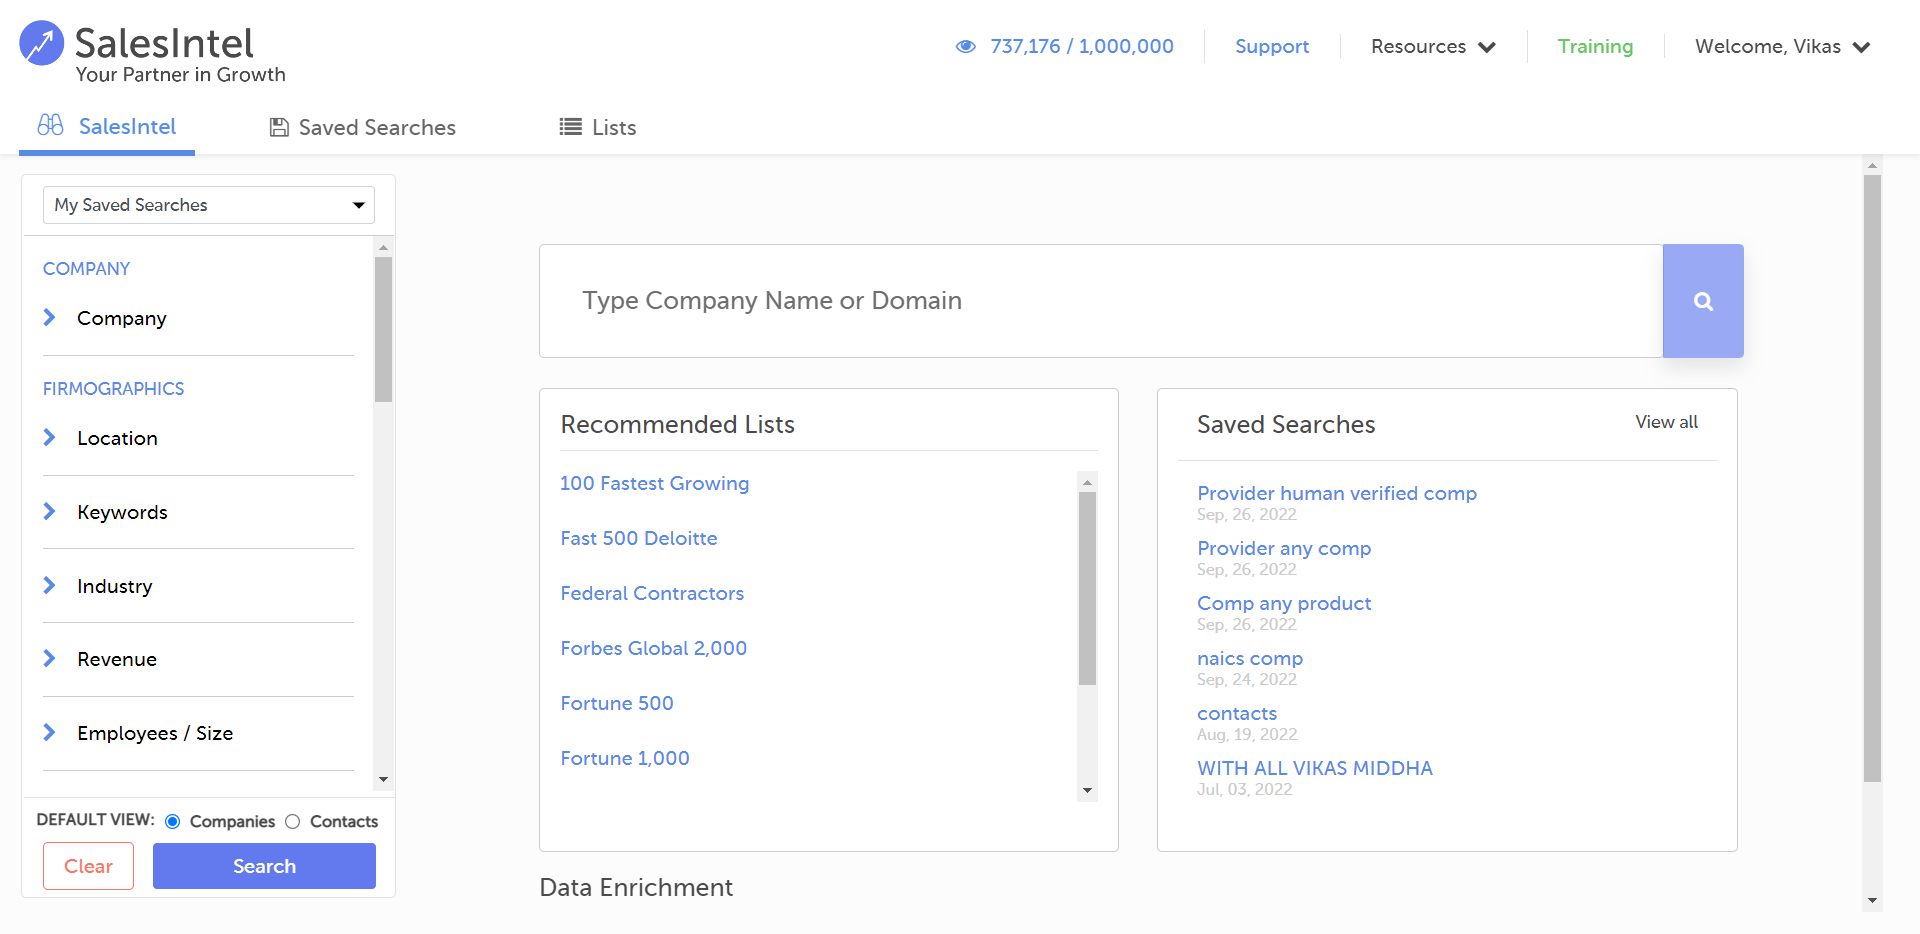 SalesIntel
Your Partner in Growth
737,176 / 1,000,000
Support
Resources
Training
Welcome, Vikas
SalesIntel
Saved Searches
Lists
My Saved Searches
COMPANY
Company
FIRMOGRAPHICS
Location
Keywords
Industry
Revenue
Employees / Size
DEFAULT VIEW: Companies Contacts
Clear
Search
Type Company Name or Domain
Recommended Lists
100 Fastest Growing
Fast 500 Deloitte
Federal Contractors
Forbes Global 2,000
Fortune 500
Fortune 1,000
Saved Searches
View all
Provider human verified comp
Sep, 26, 2022
Provider any comp
Sep, 26, 2022
Comp any product
Sep, 26, 2022
naics comp
Sep, 24, 2022
contacts
Aug, 19, 2022
WITH ALL VIKAS MIDDHA
Jul, 03, 2022
Data Enrichment